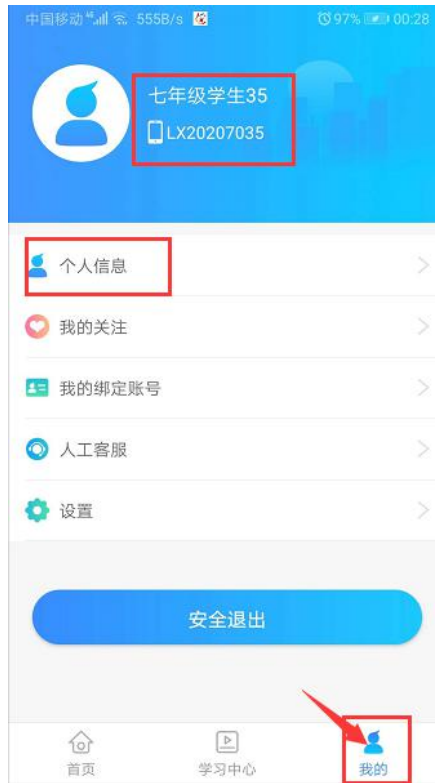 中国移动 4G 555B/s 97% 00:28
七年级学生35
LX20207035
个人信息
我的关注
我的绑定账号
人工客服
设置
安全退出
首页 学习中心 我的